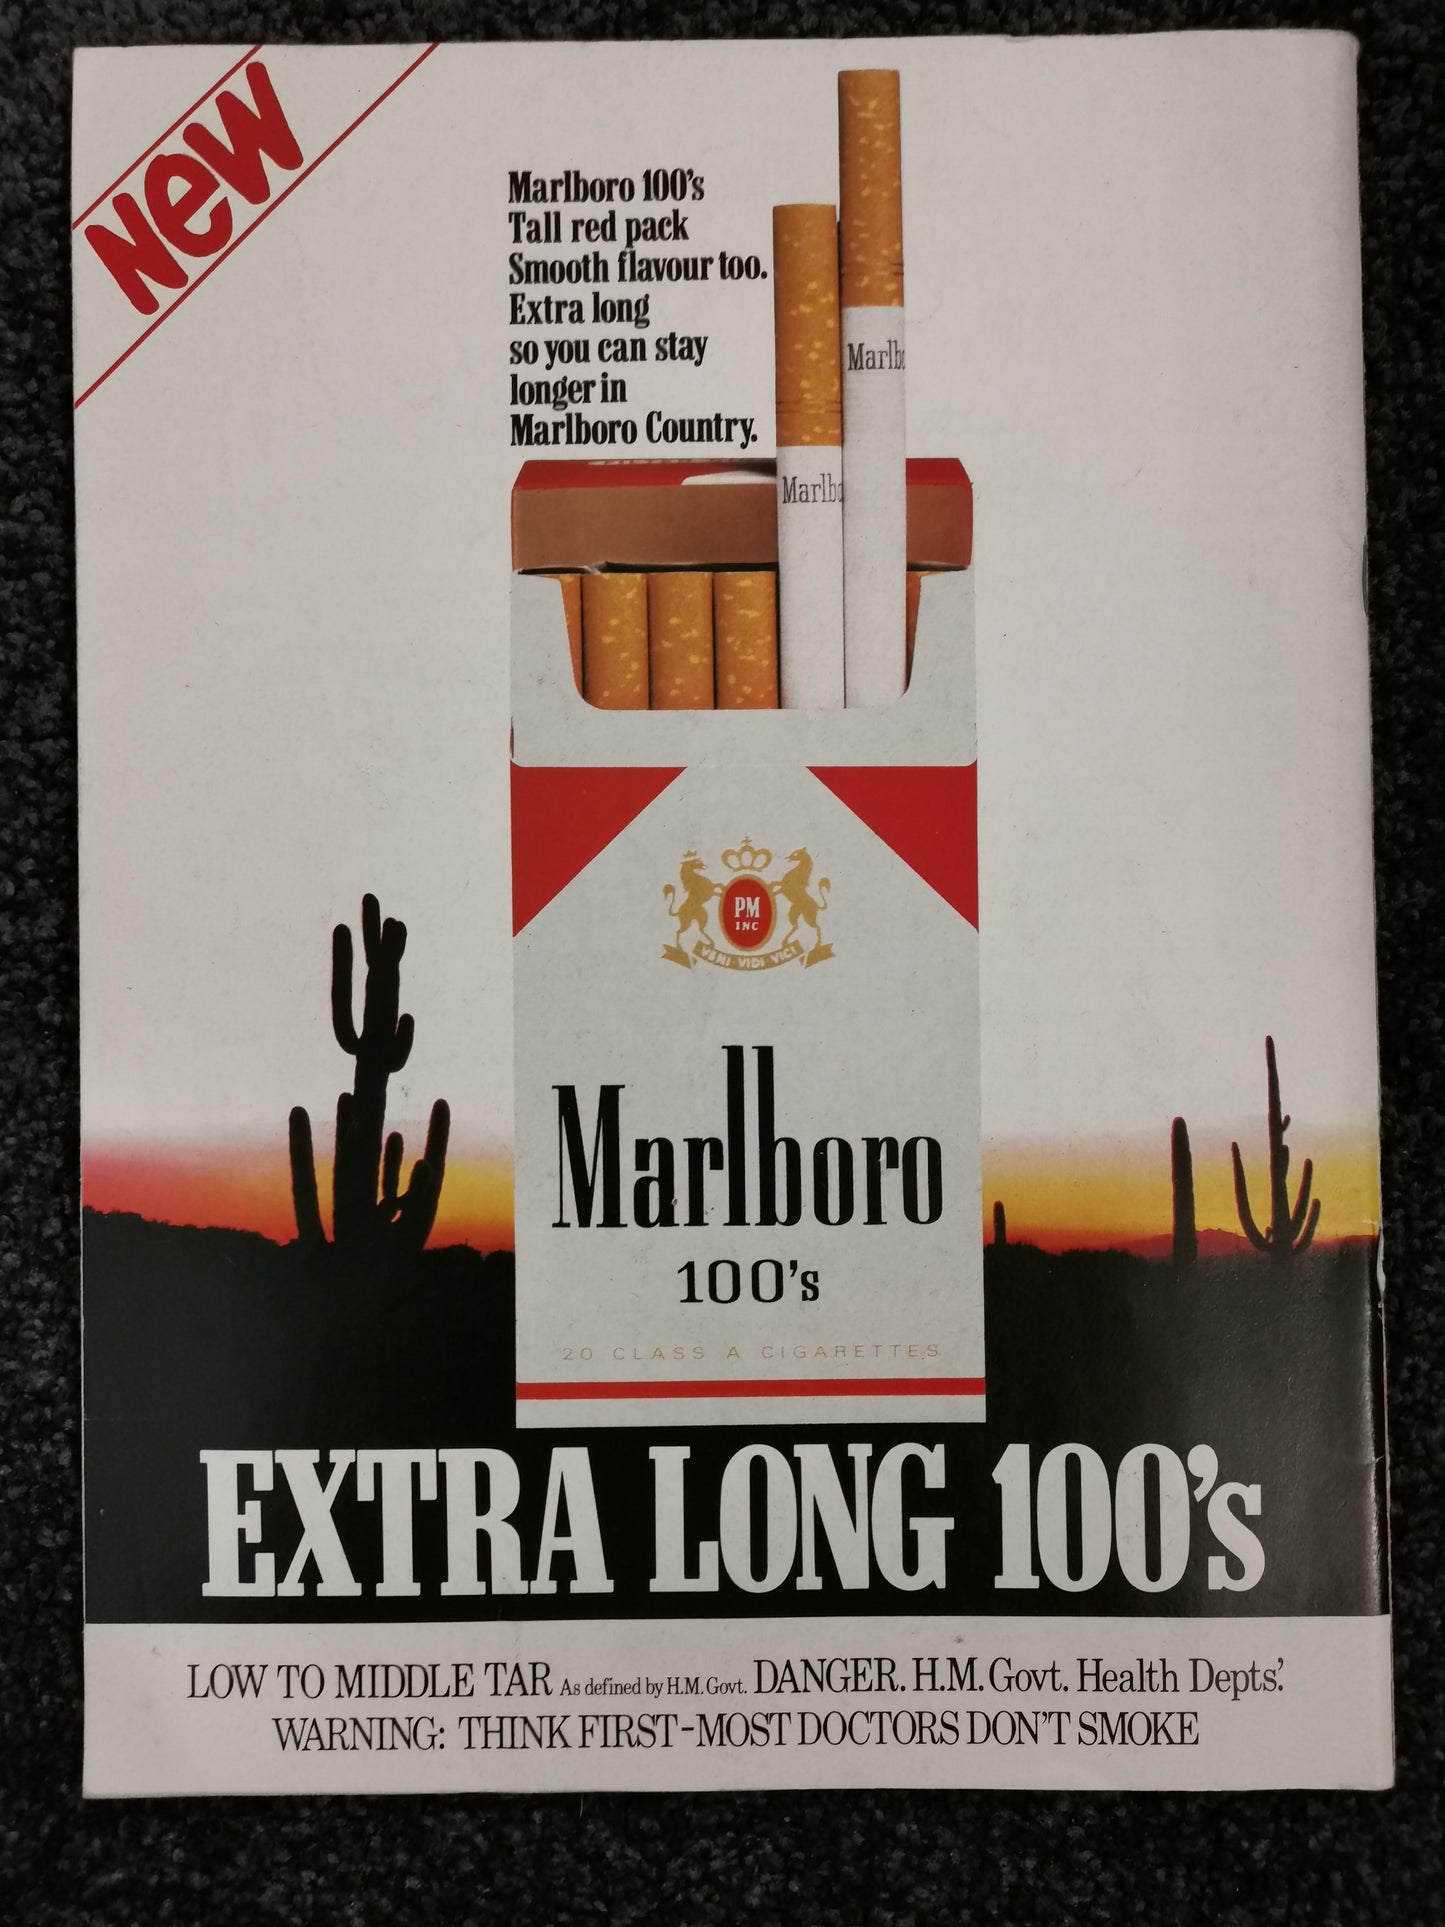 NEW
Marlboro 100's
Tall red pack
Smooth flavour too.
Extra long
so you can stay
longer in
Marlboro Country.
Marlbo
Marlbo
PM
INC
VENI·VIDI·VICI
Marlboro
100's
20 CLASS A CIGARETTES
EXTRA LONG 100's
LOW TO MIDDLE TAR As defined by H.M. Govt. DANGER. H.M. Govt. Health Depts'.
WARNING: THINK FIRST-MOST DOCTORS DON'T SMOKE